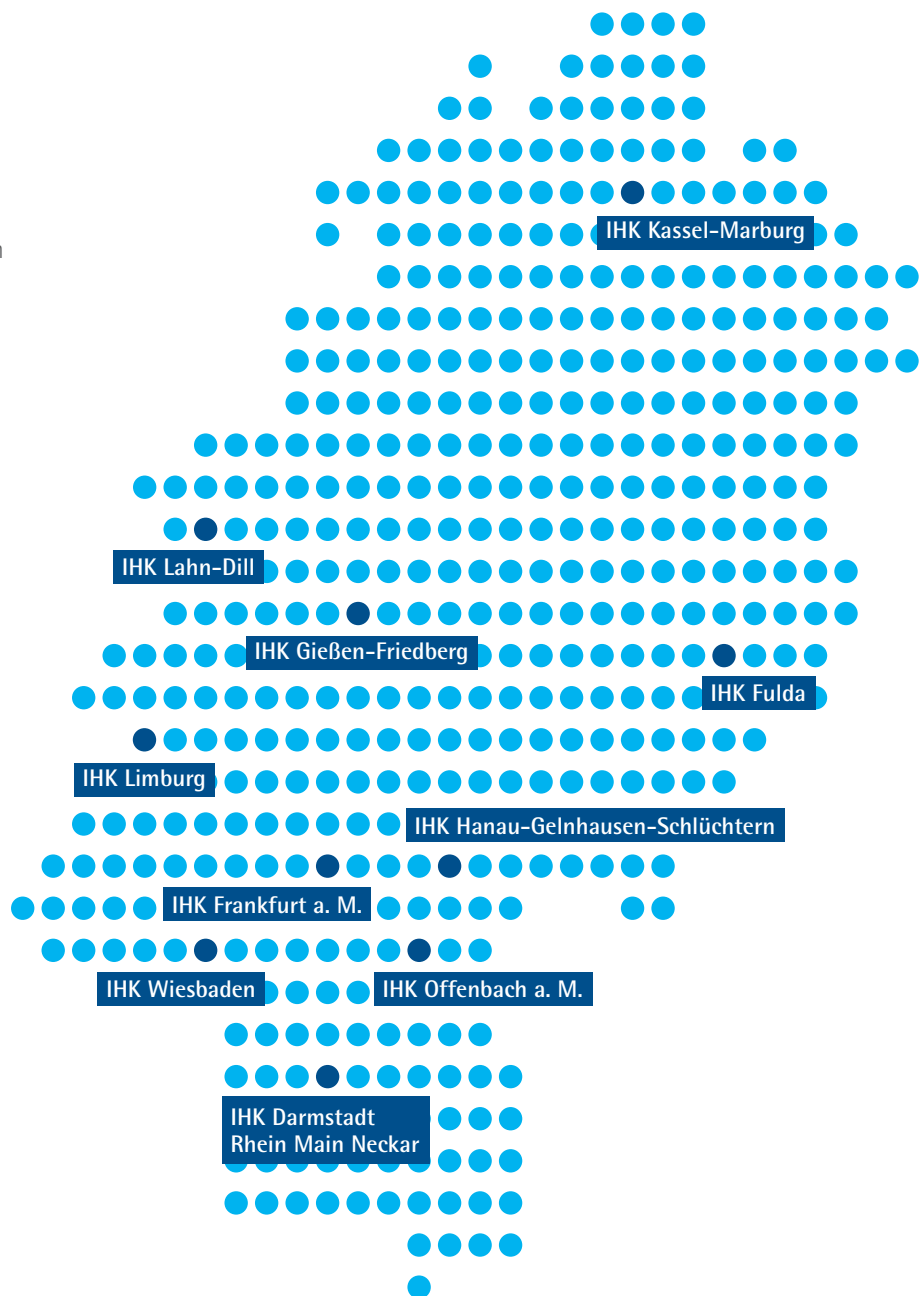 IHK Kassel-Marburg
IHK Lahn-Dill
IHK Gießen-Friedberg
IHK Fulda
IHK Limburg
IHK Hanau-Gelnhausen-Schlüchtern
IHK Frankfurt a. M.
IHK Wiesbaden
IHK Offenbach a. M.
IHK Darmstadt
Rhein Main Neckar